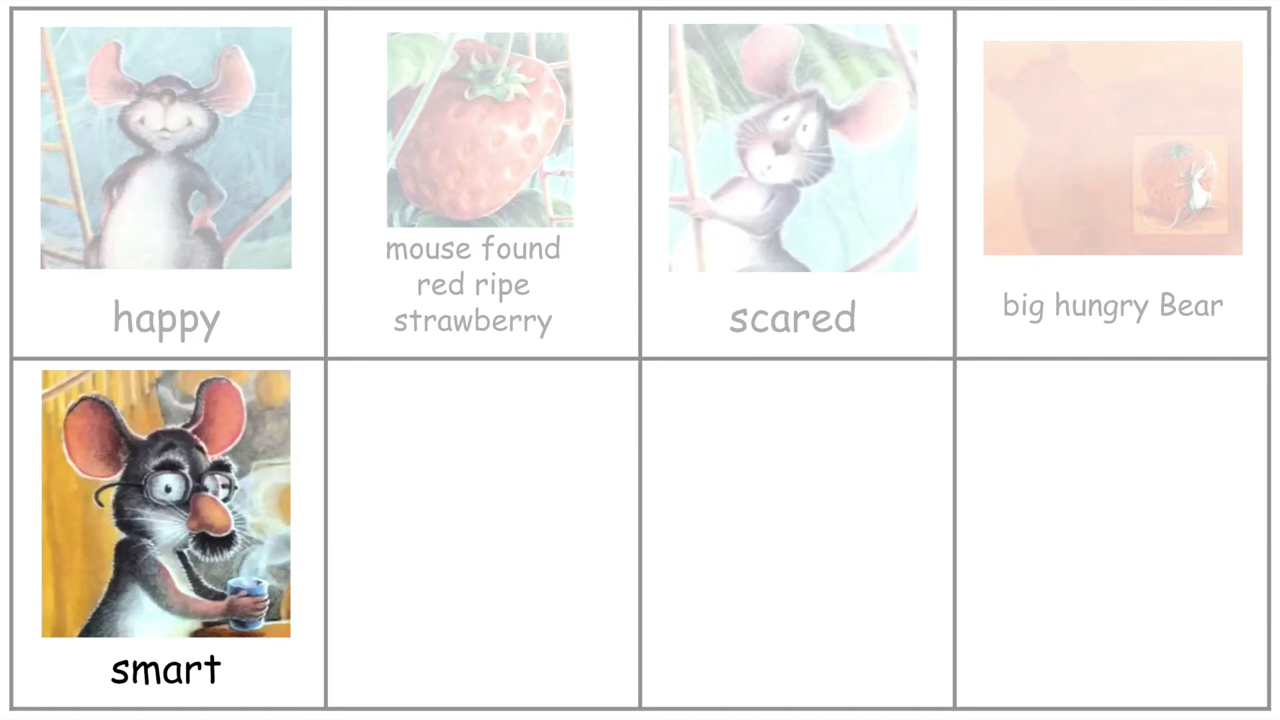 happy
mouse found
red ripe
strawberry
scared
big hungry Bear
smart